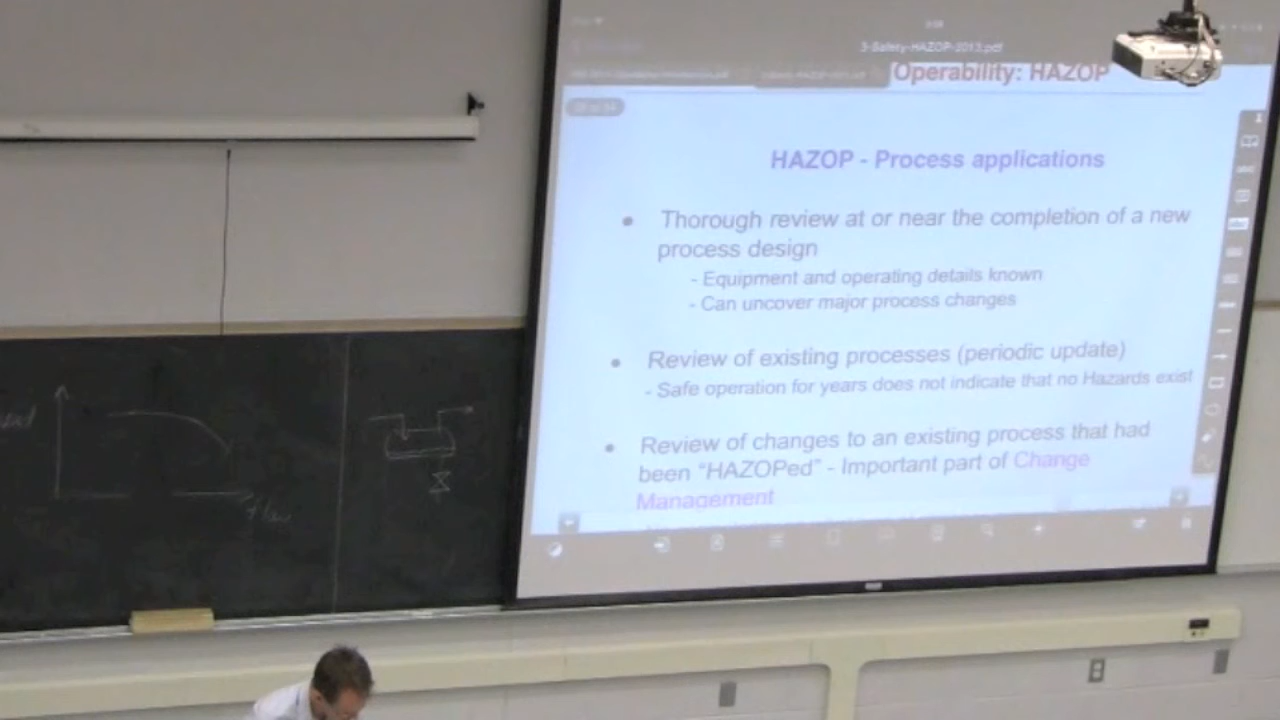 3-Safety-HAZOP-2013.pdf
Operability: HAZOP
HAZOP - Process applications
• Thorough review at or near the completion of a new
process design
- Equipment and operating details known
- Can uncover major process changes
• Review of existing processes (periodic update)
- Safe operation for years does not indicate that no Hazards exist
• Review of changes to an existing process that had
been “HAZOPed” - Important part of Change
Management
Flow